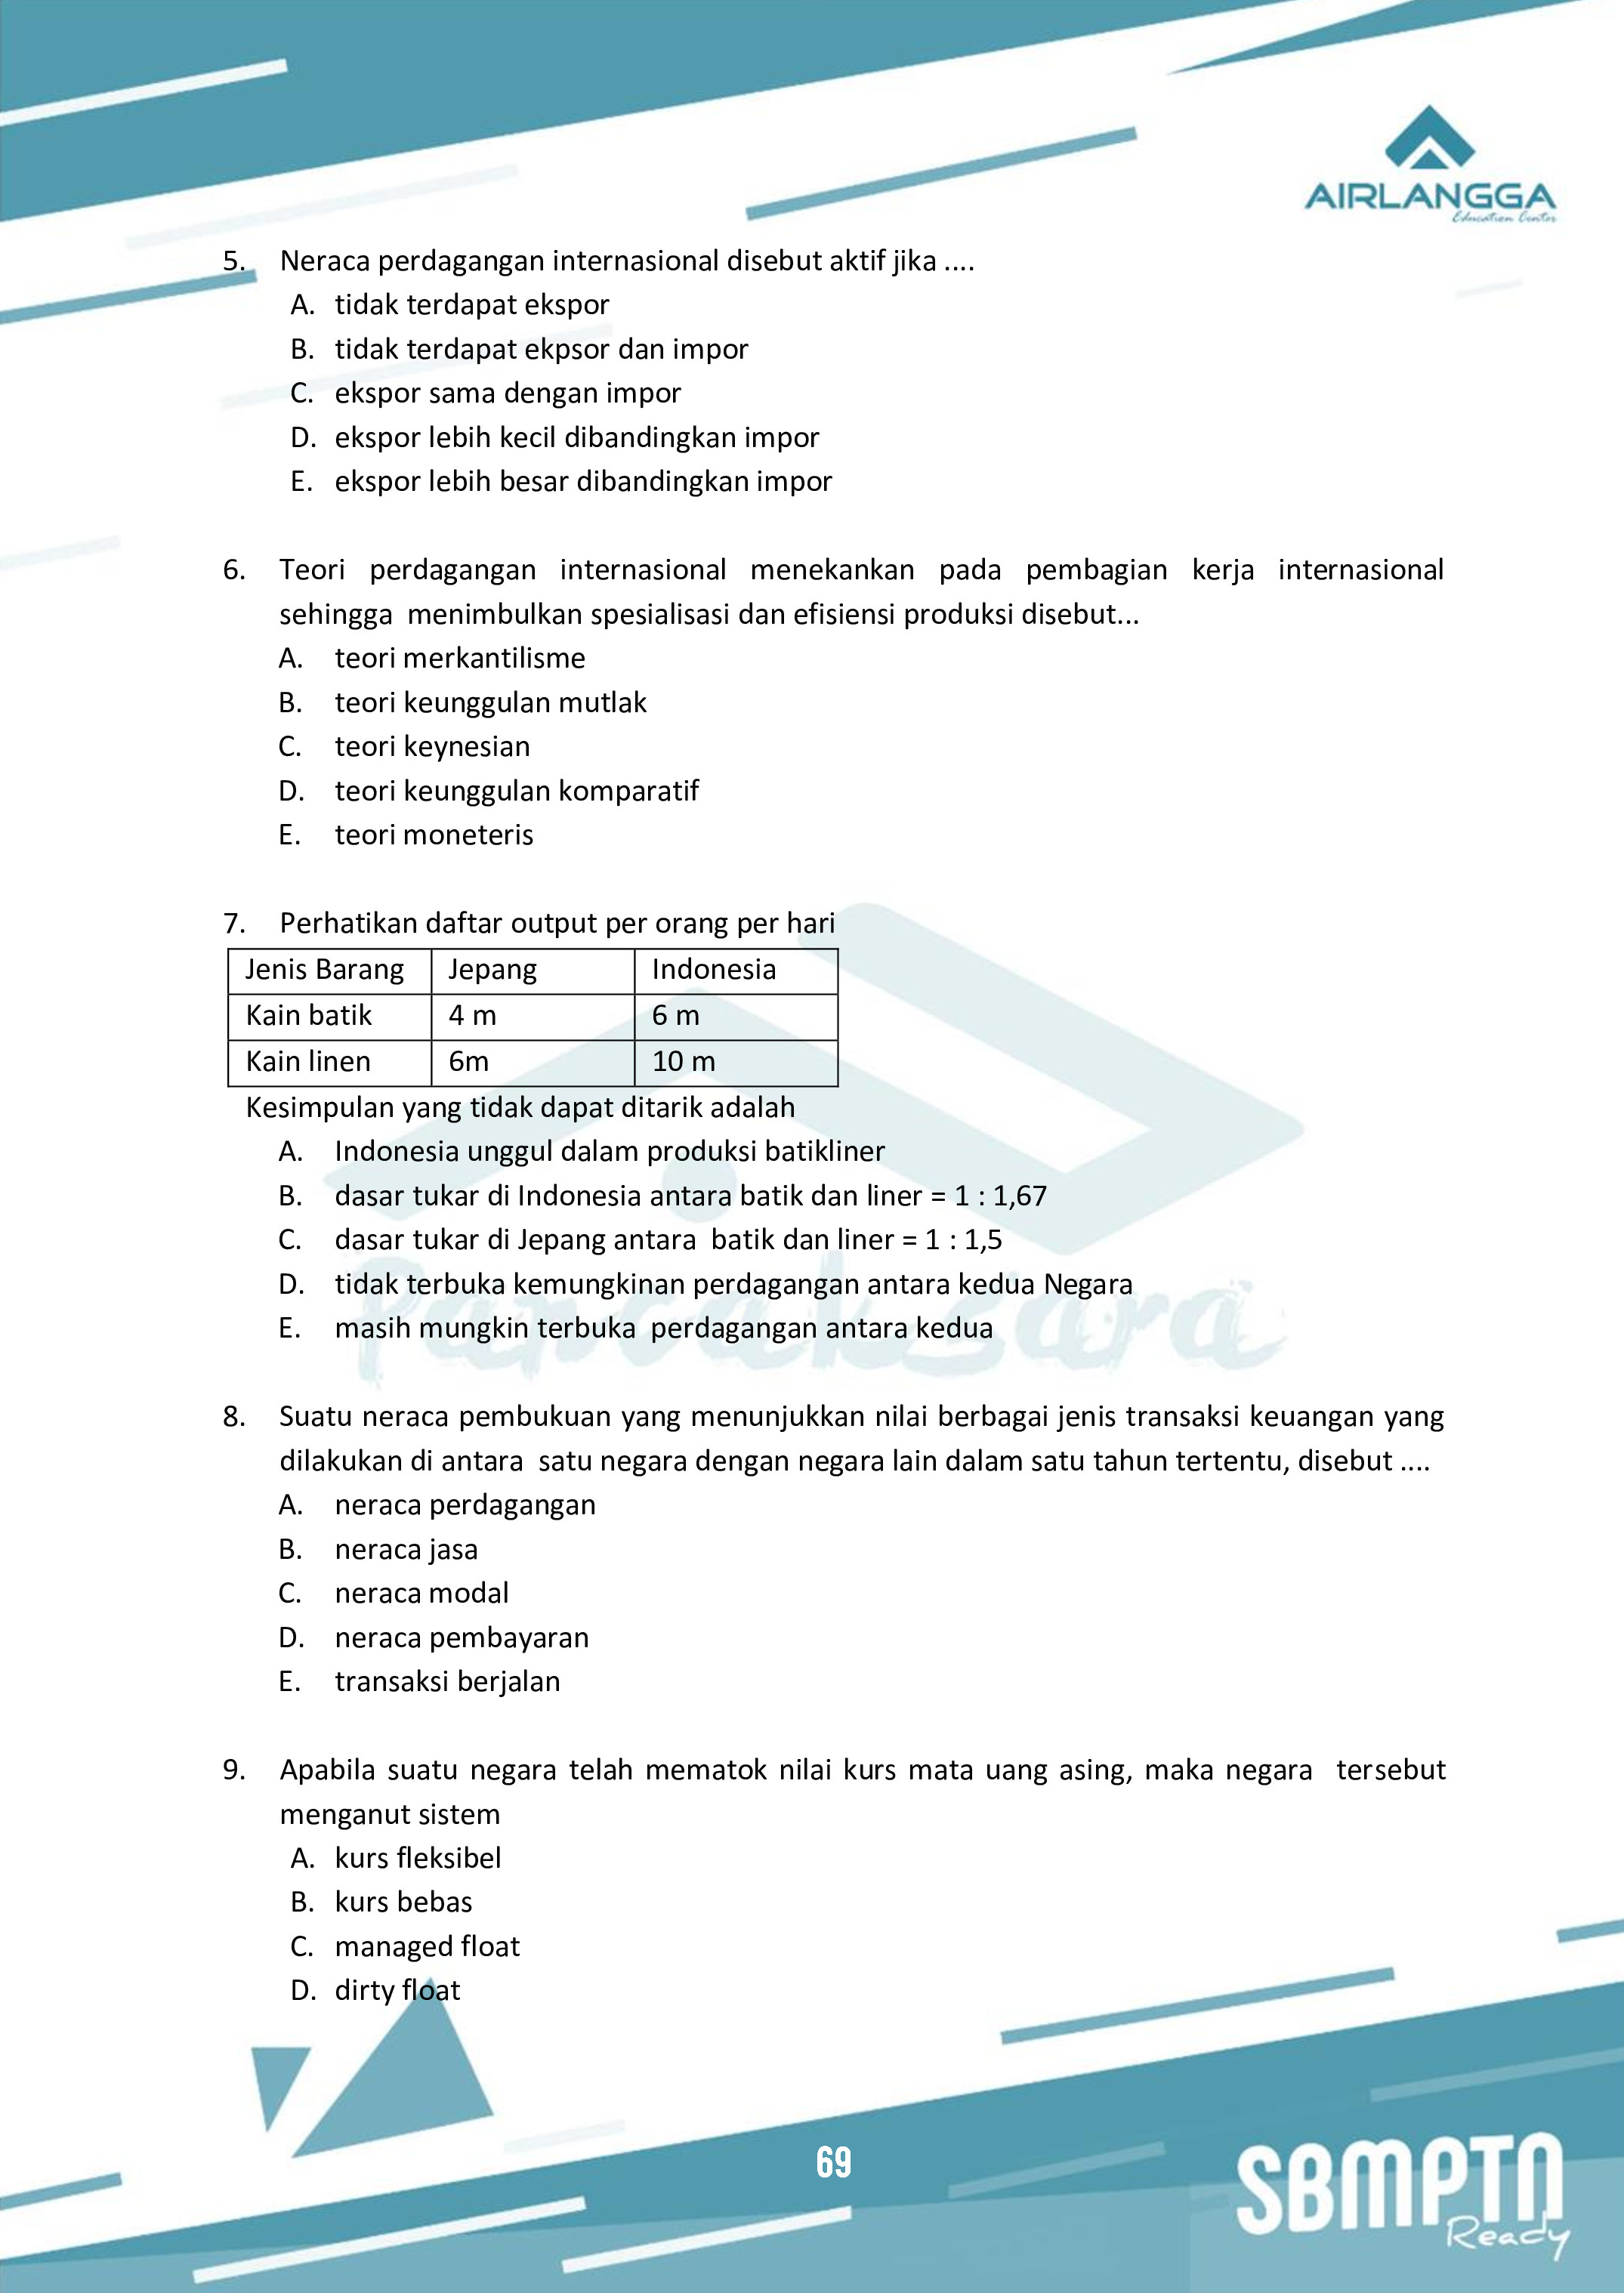 AIRLANGGA
Education Center
5. Neraca perdagangan internasional disebut aktif jika ....
A. tidak terdapat ekspor
B. tidak terdapat ekpsor dan impor
C. ekspor sama dengan impor
D. ekspor lebih kecil dibandingkan impor
E. ekspor lebih besar dibandingkan impor
6. Teori perdagangan internasional menekankan pada pembagian kerja internasional
sehingga menimbulkan spesialisasi dan efisiensi produksi disebut...
A. teori merkantilisme
B. teori keunggulan mutlak
C. teori keynesian
D. teori keunggulan komparatif
E. teori moneteris
7. Perhatikan daftar output per orang per hari
Jenis Barang Jepang Indonesia
Kain batik 4 m 6 m
Kain linen 6m 10 m
Kesimpulan yang tidak dapat ditarik adalah
A. Indonesia unggul dalam produksi batikliner
B. dasar tukar di Indonesia antara batik dan liner = 1 : 1,67
C. dasar tukar di Jepang antara batik dan liner = 1 : 1,5
D. tidak terbuka kemungkinan perdagangan antara kedua Negara
E. masih mungkin terbuka perdagangan antara kedua
Pancaksara
8. Suatu neraca pembukuan yang menunjukkan nilai berbagai jenis transaksi keuangan yang
dilakukan di antara satu negara dengan negara lain dalam satu tahun tertentu, disebut ....
A. neraca perdagangan
B. neraca jasa
C. neraca modal
D. neraca pembayaran
E. transaksi berjalan
9. Apabila suatu negara telah mematok nilai kurs mata uang asing, maka negara tersebut
menganut sistem
A. kurs fleksibel
B. kurs bebas
C. managed float
D. dirty float
69
SBMPTN
Ready